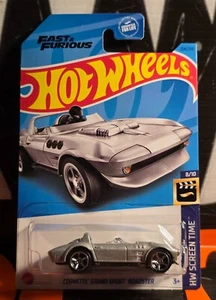 FAST & FURIOUS
HOT WHEELS
8/10
HW SCREEN TIME
CORVETTE GRAND SPORT ROADSTER
3+